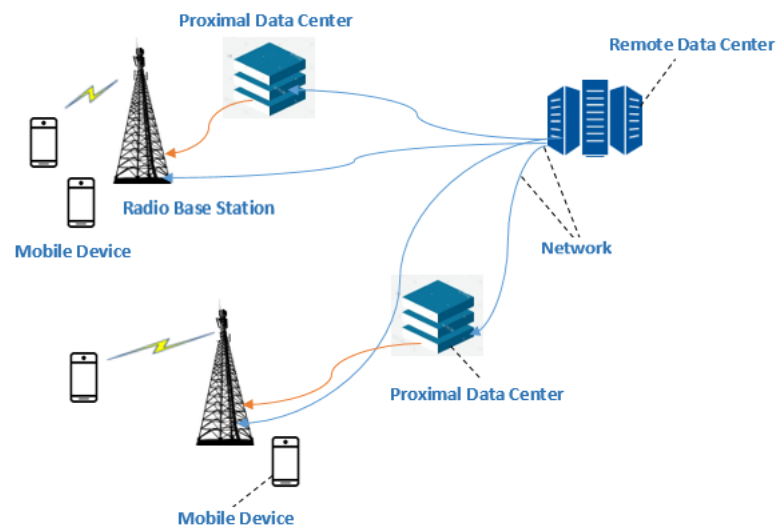 Proximal Data Center
Remote Data Center
Radio Base Station
Mobile Device
Network
Proximal Data Center
Mobile Device